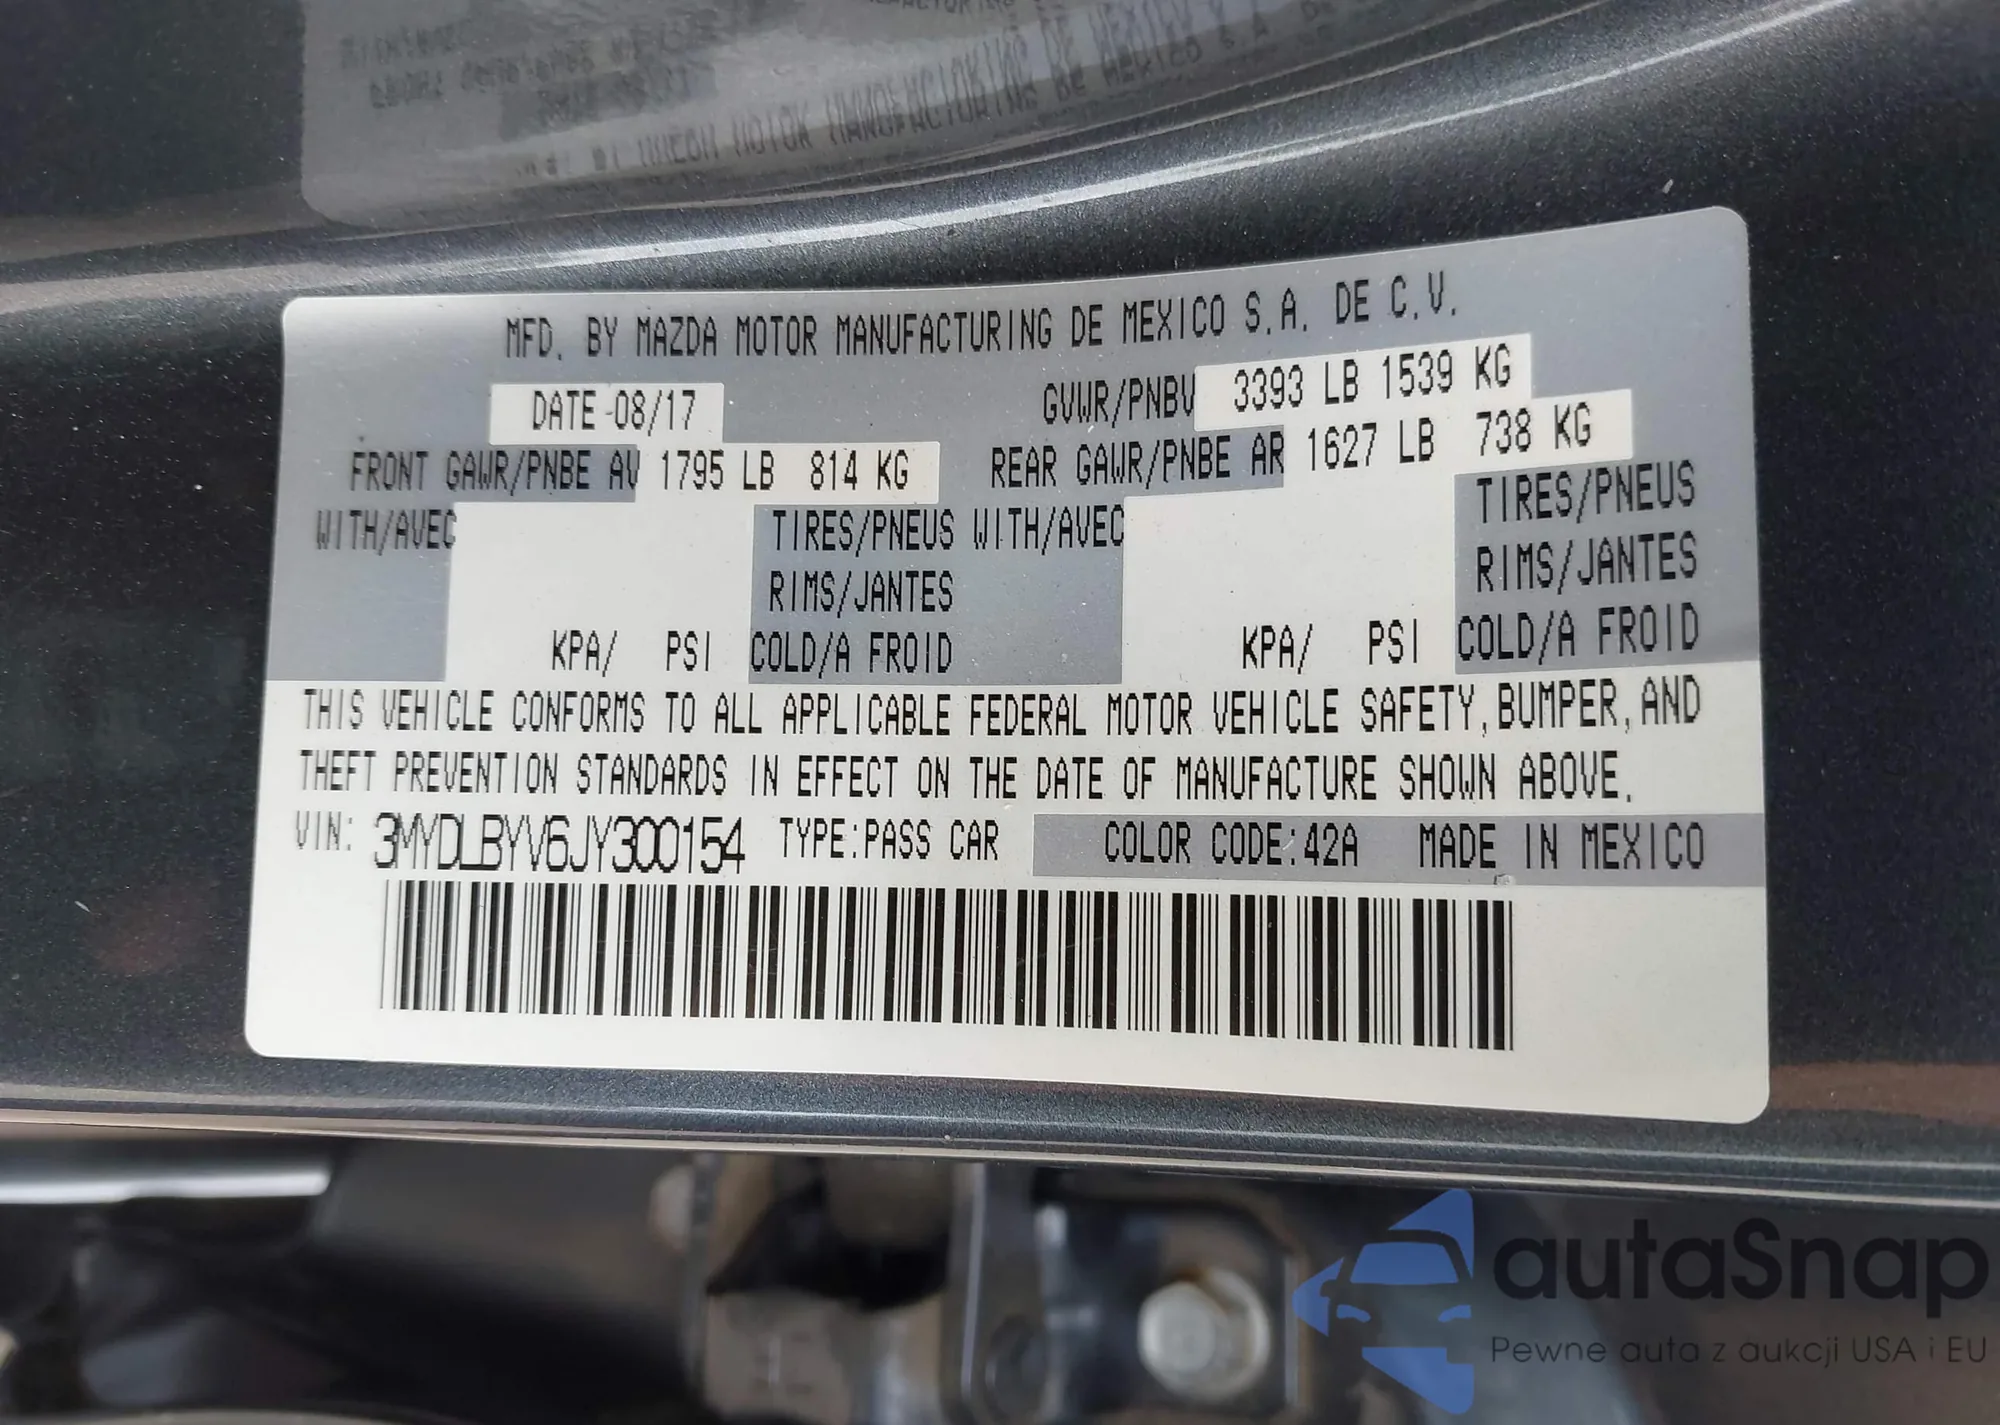 MFD. BY MAZDA MOTOR MANUFACTURING DE MEXICO S.A. DE C.V.
DATE 08/17 GVWR/PNBV 3393 LB 1539 KG
FRONT GAWR/PNBE AV 1795 LB 814 KG REAR GAWR/PNBE AR 1627 LB 738 KG
WITH/AVEC TIRES/PNEUS WITH/AVEC TIRES/PNEUS
RIMS/JANTES RIMS/JANTES
KPA/ PSI COLD/A FROID KPA/ PSI COLD/A FROID
THIS VEHICLE CONFORMS TO ALL APPLICABLE FEDERAL MOTOR VEHICLE SAFETY, BUMPER, AND
THEFT PREVENTION STANDARDS IN EFFECT ON THE DATE OF MANUFACTURE SHOWN ABOVE.
VIN: 3MYDLBYV6JY300154 TYPE:PASS CAR COLOR CODE:42A MADE IN MEXICO
autaSnap
Pewne auta z aukcji USA i EU